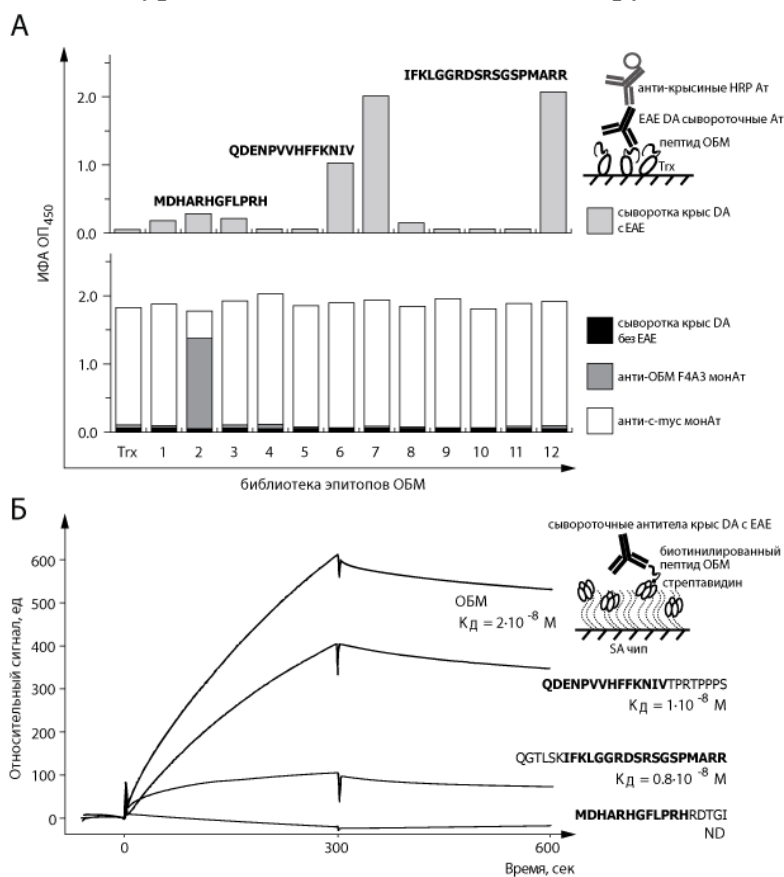 А
ИФА ОП450
2.0
1.0
0.0
MDHARHGFLPRH
QDENPVVHFFKNIV
IFKLGGRDSRSGSPMARR
анти-крысиные HRP Ат
EAE DA сывороточные Ат
пептид ОБМ
Trx
сыворотка крыс DA
с EAE
2.0
1.0
0.0
сыворотка крыс DA
без EAE
анти-ОБМ F4A3 монАт
анти-c-myc монАт
Trx 1 2 3 4 5 6 7 8 9 10 11 12
библиотека эпитопов ОБМ
Б
Относительный сигнал, ед
600
500
400
300
200
100
0
0 300 600
Время, сек
сывороточные антитела крыс DA с EAE
биотинилированный
пептид ОБМ
стрептавидин
SA чип
ОБМ
Kд = 2·10 -8 M
QDENPVVHFFKNIVTPRTPPPS
Kд = 1·10 -8 M
QGTLSKIFKLGGRDSRSGSPMARR
Kд = 0.8·10 -8 M
MDHARHGFLPRHRDTGI
ND